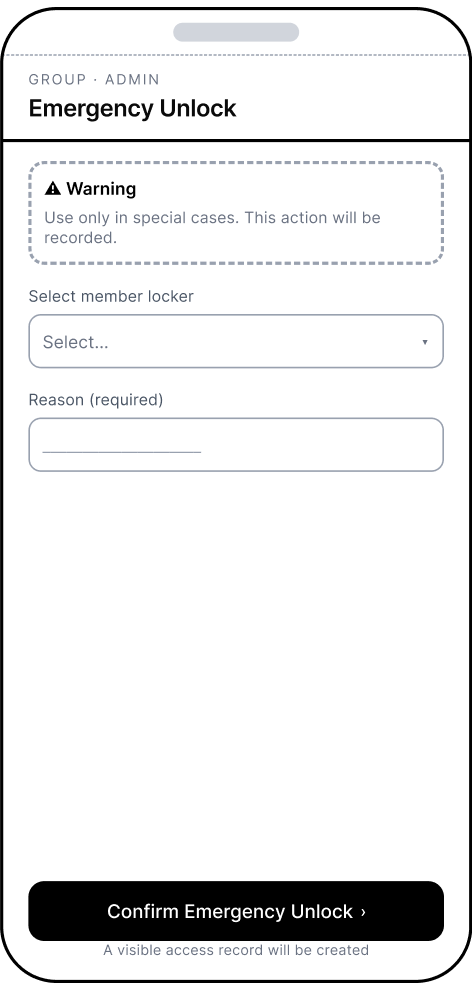 GROUP · ADMIN
Emergency Unlock
⚠ Warning
Use only in special cases. This action will be
recorded.
Select member locker
Select...
Reason (required)
Confirm Emergency Unlock ›
A visible access record will be created